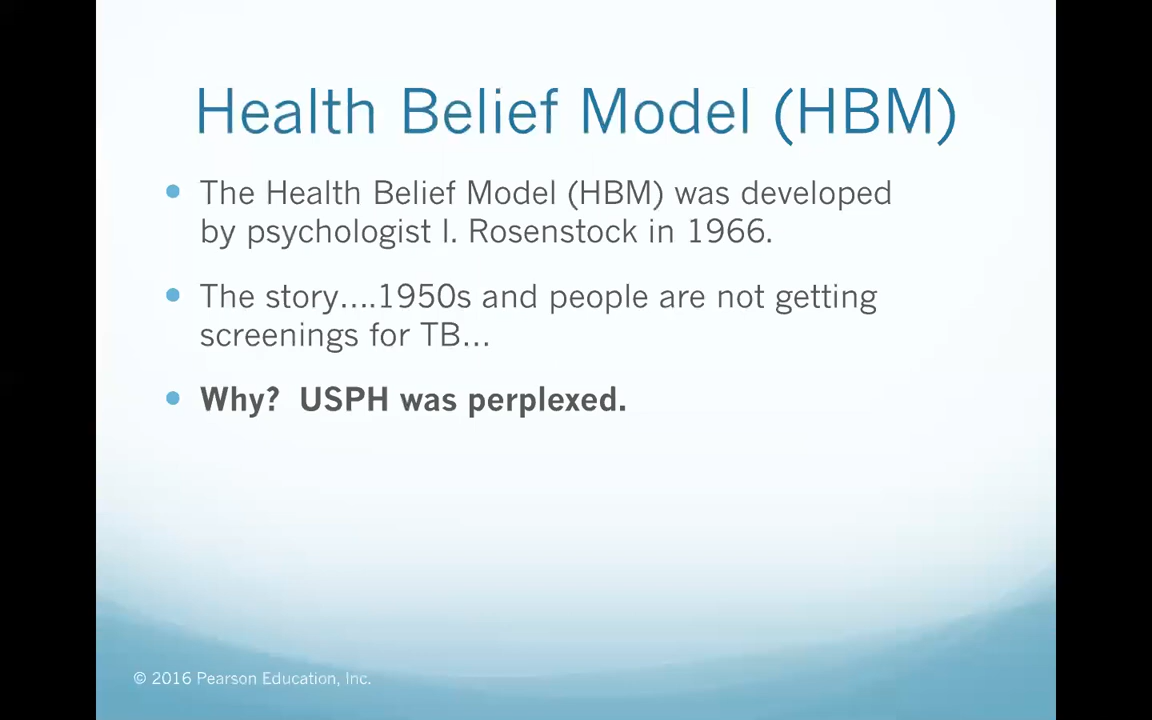 Health Belief Model (HBM)
• The Health Belief Model (HBM) was developed
by psychologist I. Rosenstock in 1966.
• The story....1950s and people are not getting
screenings for TB...
• Why?  USPH was perplexed.
© 2016 Pearson Education, Inc.